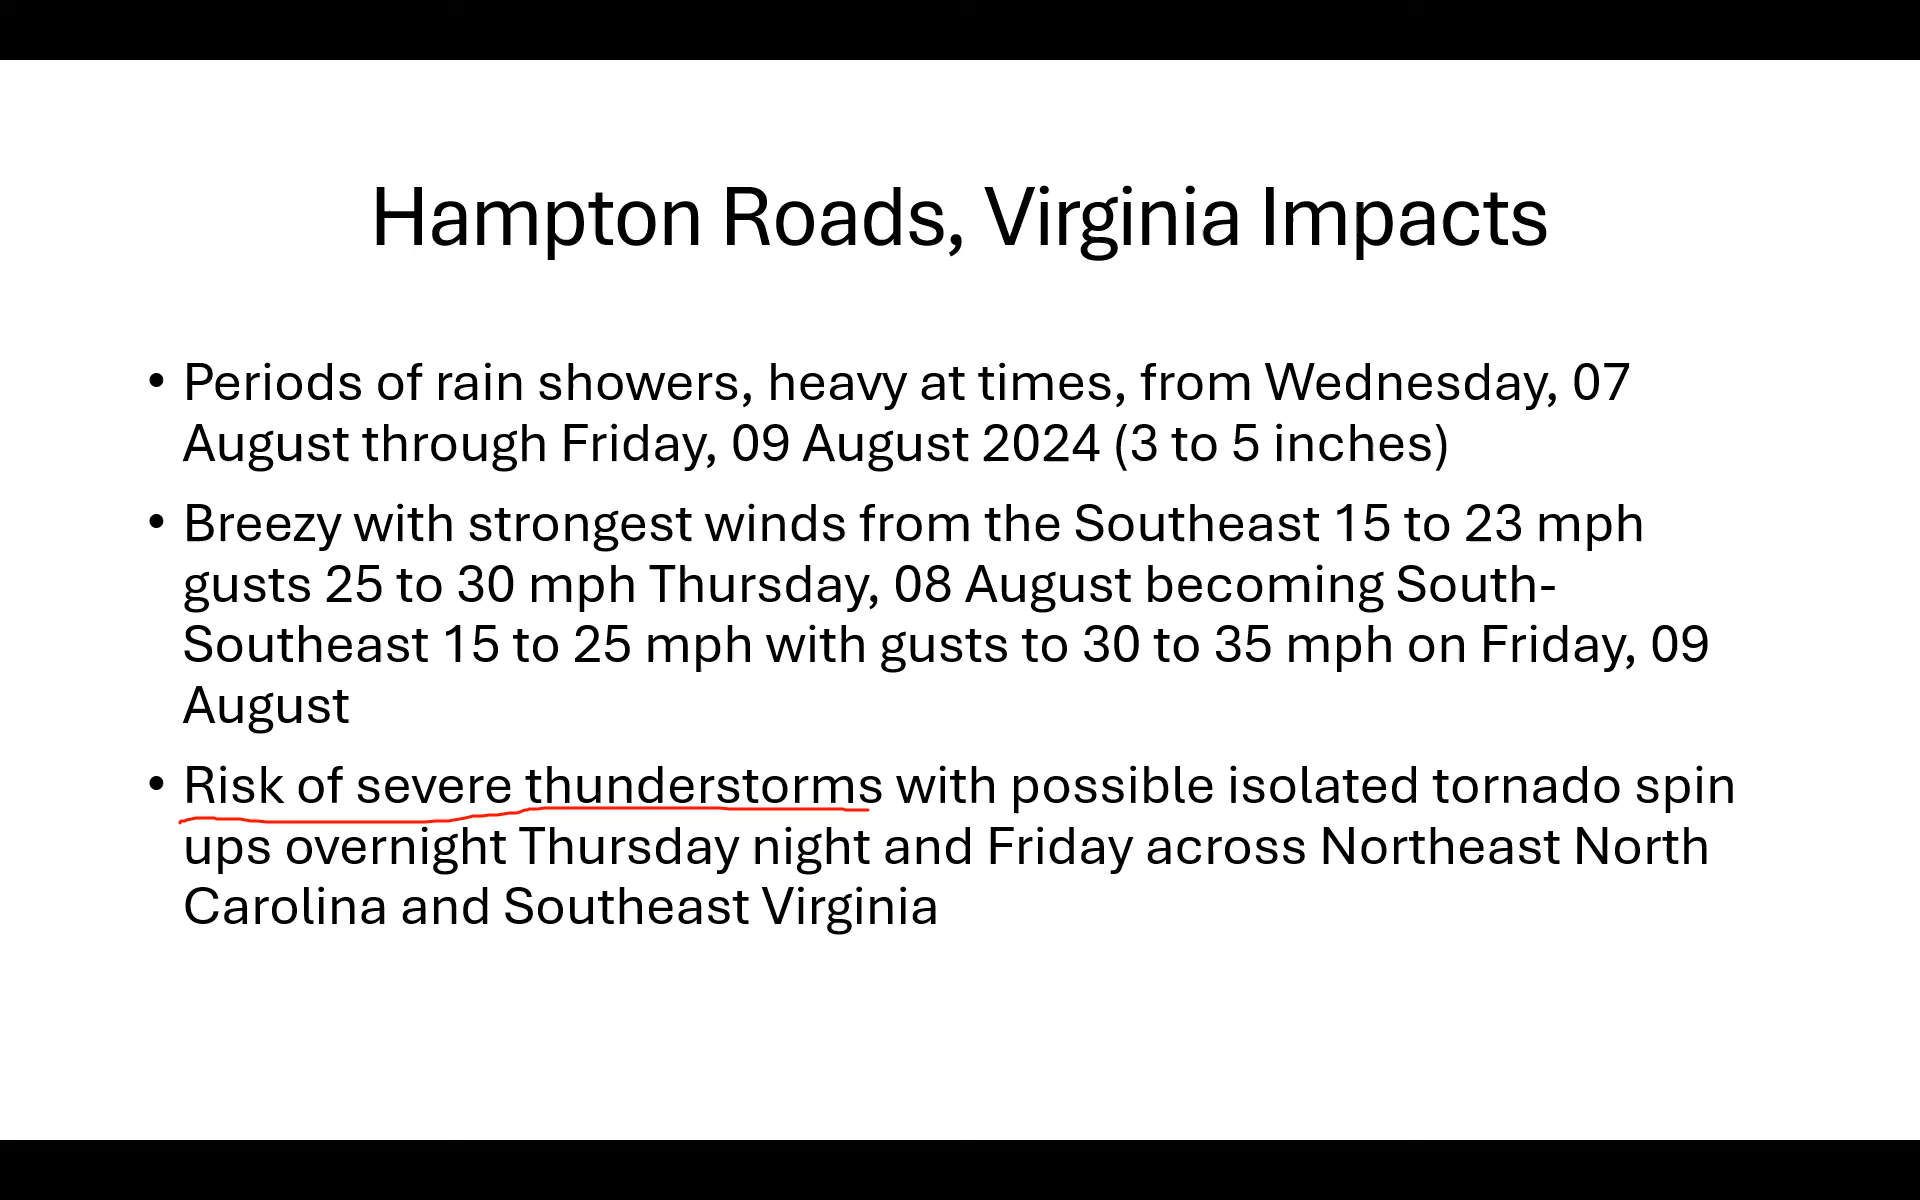 Hampton Roads, Virginia Impacts
• Periods of rain showers, heavy at times, from Wednesday, 07
August through Friday, 09 August 2024 (3 to 5 inches)
• Breezy with strongest winds from the Southeast 15 to 23 mph
gusts 25 to 30 mph Thursday, 08 August becoming South-
Southeast 15 to 25 mph with gusts to 30 to 35 mph on Friday, 09
August
• Risk of severe thunderstorms with possible isolated tornado spin
ups overnight Thursday night and Friday across Northeast North
Carolina and Southeast Virginia